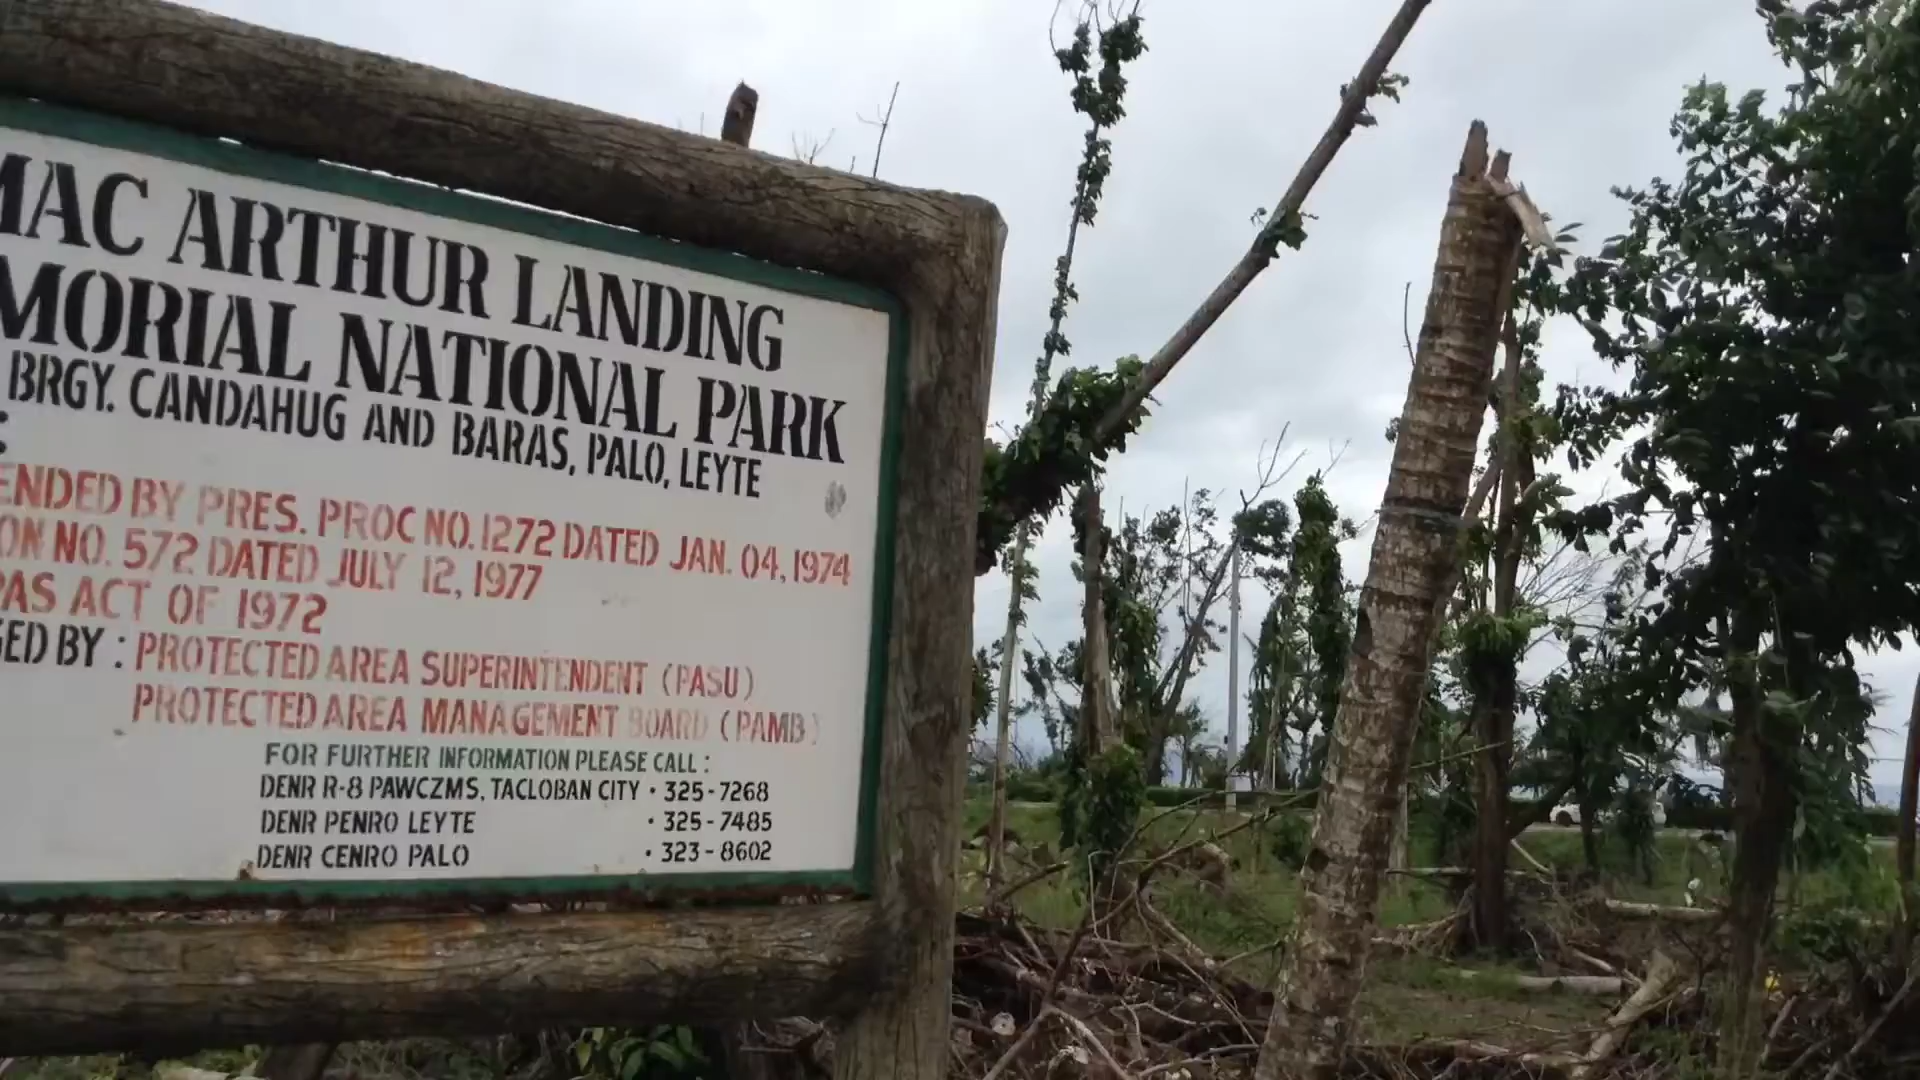 MAC ARTHUR LANDING
MORIAL NATIONAL PARK
BRGY. CANDAHUG AND BARAS, PALO, LEYTE
:
ENDED BY PRES. PROC NO. 1272 DATED JAN. 04, 1974
ON NO. 572 DATED JULY 12, 1977
PAS ACT OF 1972
GED BY : PROTECTED AREA SUPERINTENDENT (PASU)
PROTECTED AREA MANAGEMENT BOARD (PAMB)
FOR FURTHER INFORMATION PLEASE CALL :
DENR R-8 PAWCZMS, TACLOBAN CITY • 325-7268
DENR PENRO LEYTE • 325-7485
DENR CENRO PALO • 323-8602